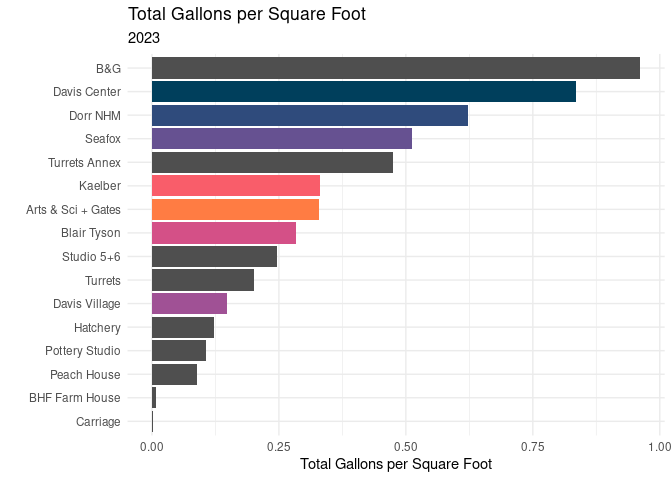 Total Gallons per Square Foot
2023
B&G
Davis Center
Dorr NHM
Seafox
Turrets Annex
Kaelber
Arts & Sci + Gates
Blair Tyson
Studio 5+6
Turrets
Davis Village
Hatchery
Pottery Studio
Peach House
BHF Farm House
Carriage
0.00 0.25 0.50 0.75 1.00
Total Gallons per Square Foot